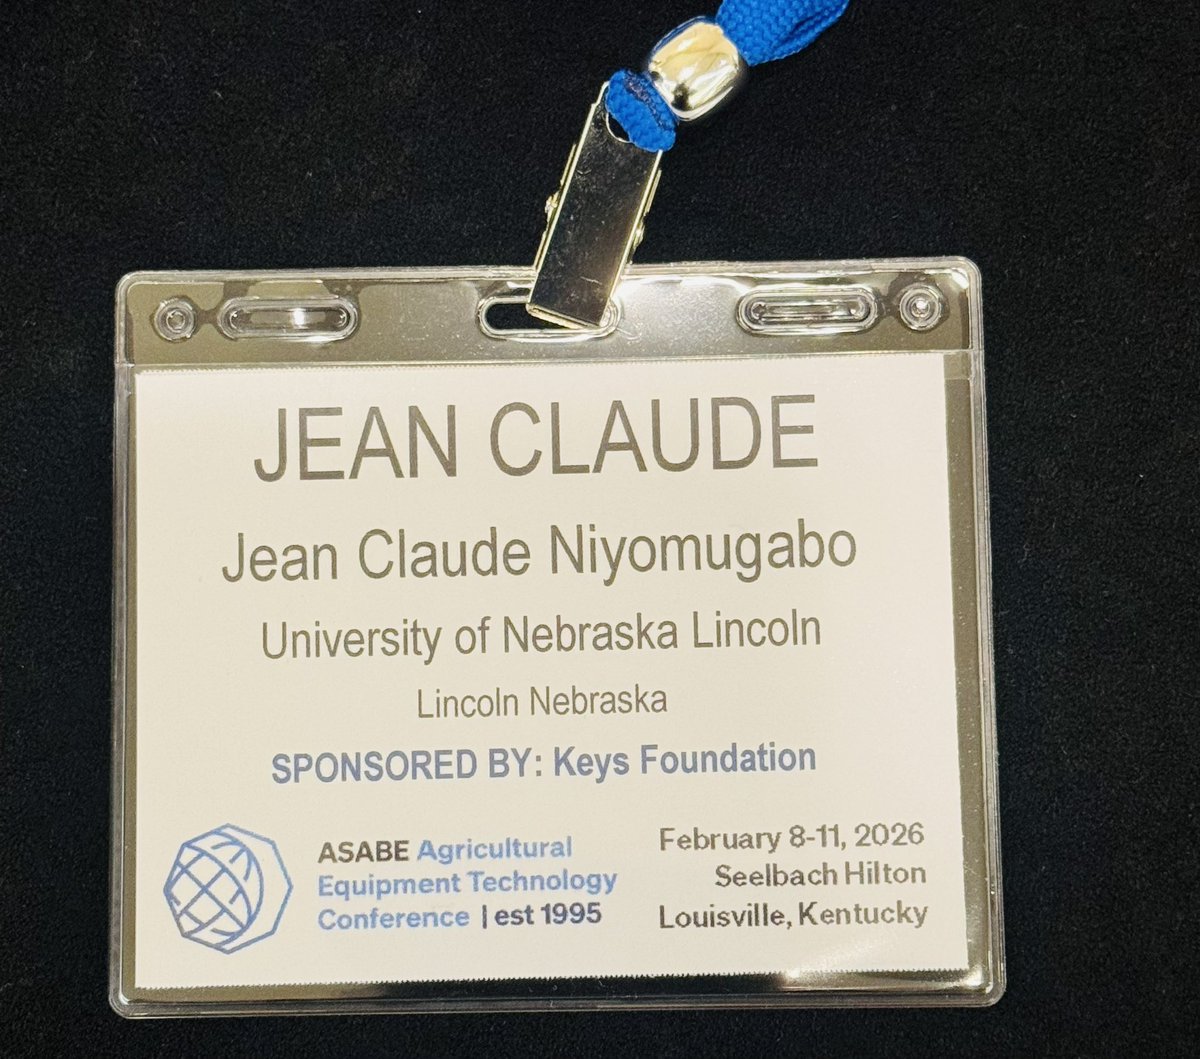 JEAN CLAUDE
Jean Claude Niyomugabo
University of Nebraska Lincoln
Lincoln Nebraska
SPONSORED BY: Keys Foundation
ASABE Agricultural
Equipment Technology
Conference | est 1995
February 8-11, 2026
Seelbach Hilton
Louisville, Kentucky